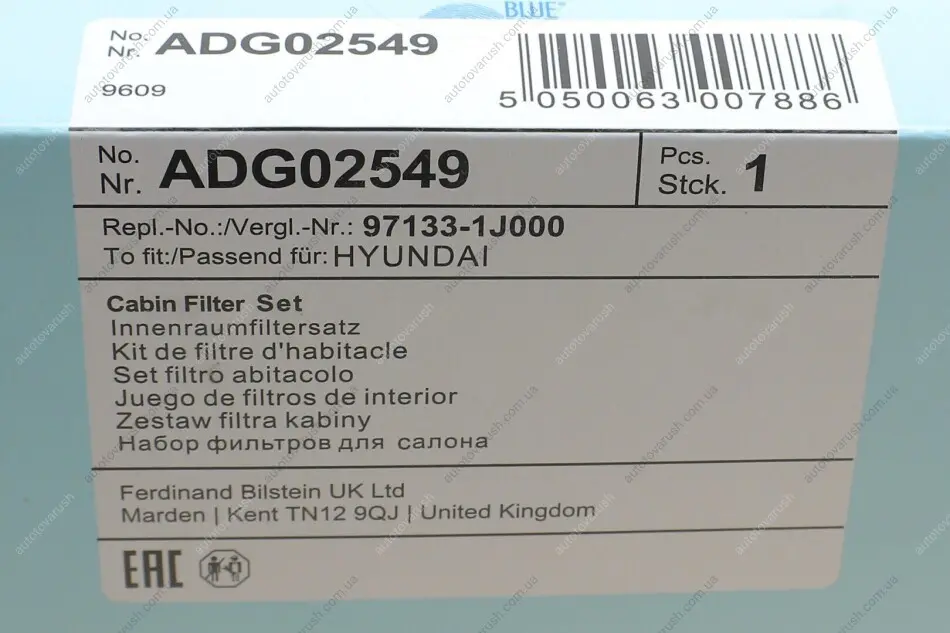 BLUE
No.
Nr. ADG02549
9609
5 050063 007886
No.
Nr. ADG02549
Pcs.
Stck. 1
Repl.-No.:/Vergl.-Nr.: 97133-1J000
To fit:/Passend für: HYUNDAI
Cabin Filter Set
Innenraumfiltersatz
Kit de filtre d'habitacle
Set filtro abitacolo
Juego de filtros de interior
Zestaw filtra kabiny
Набор фильтров для салона
Ferdinand Bilstein UK Ltd
Marden | Kent TN12 9QJ | United Kingdom
EAC
autotovarush.com.ua